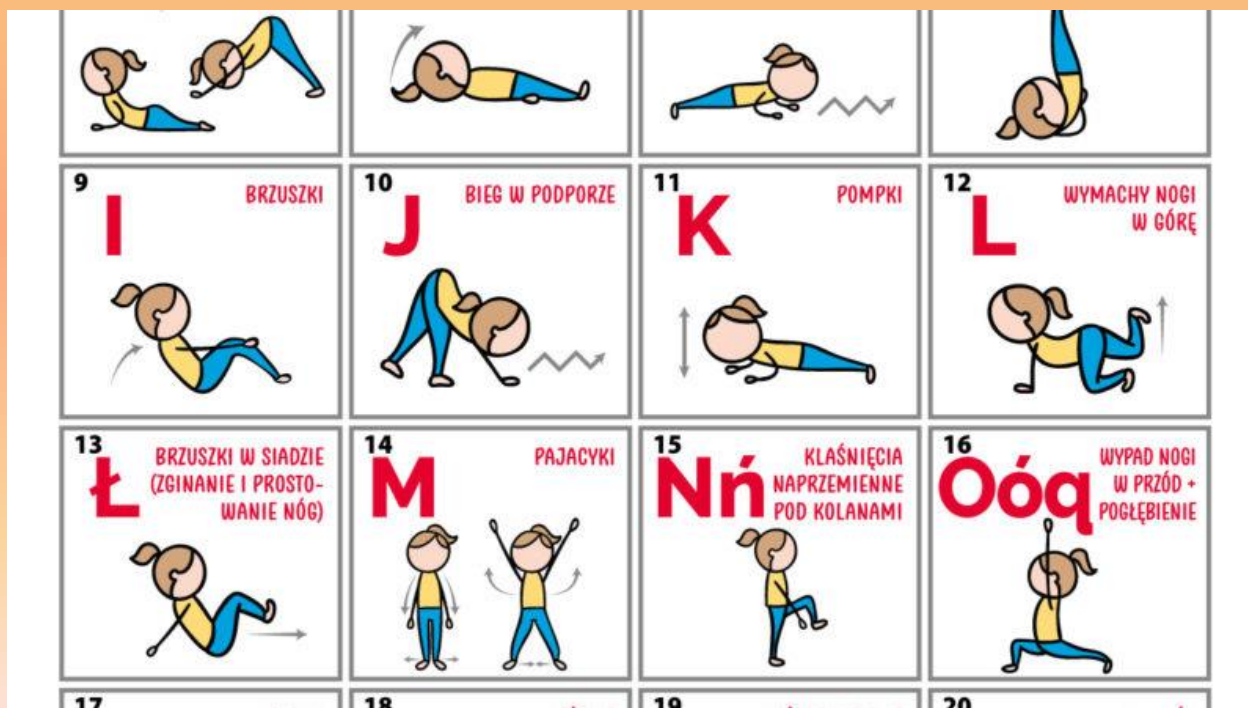 9
I
BRZUSZKI
10
J
BIEG W PODPORZE
11
K
POMPKI
12
L
WYMACHY NOGI
W GÓRĘ
13
Ł
BRZUSZKI W SIADZIE
(ZGINANIE I PROSTO-
WANIE NÓG)
14
M
PAJACYKI
15
Nń
KLAŚNIĘCIA
NAPRZEMIENNE
POD KOLANAMI
16
Oóq
WYPAD NOGI
W PRZÓD +
POGŁĘBIENIE
17
18
19
20